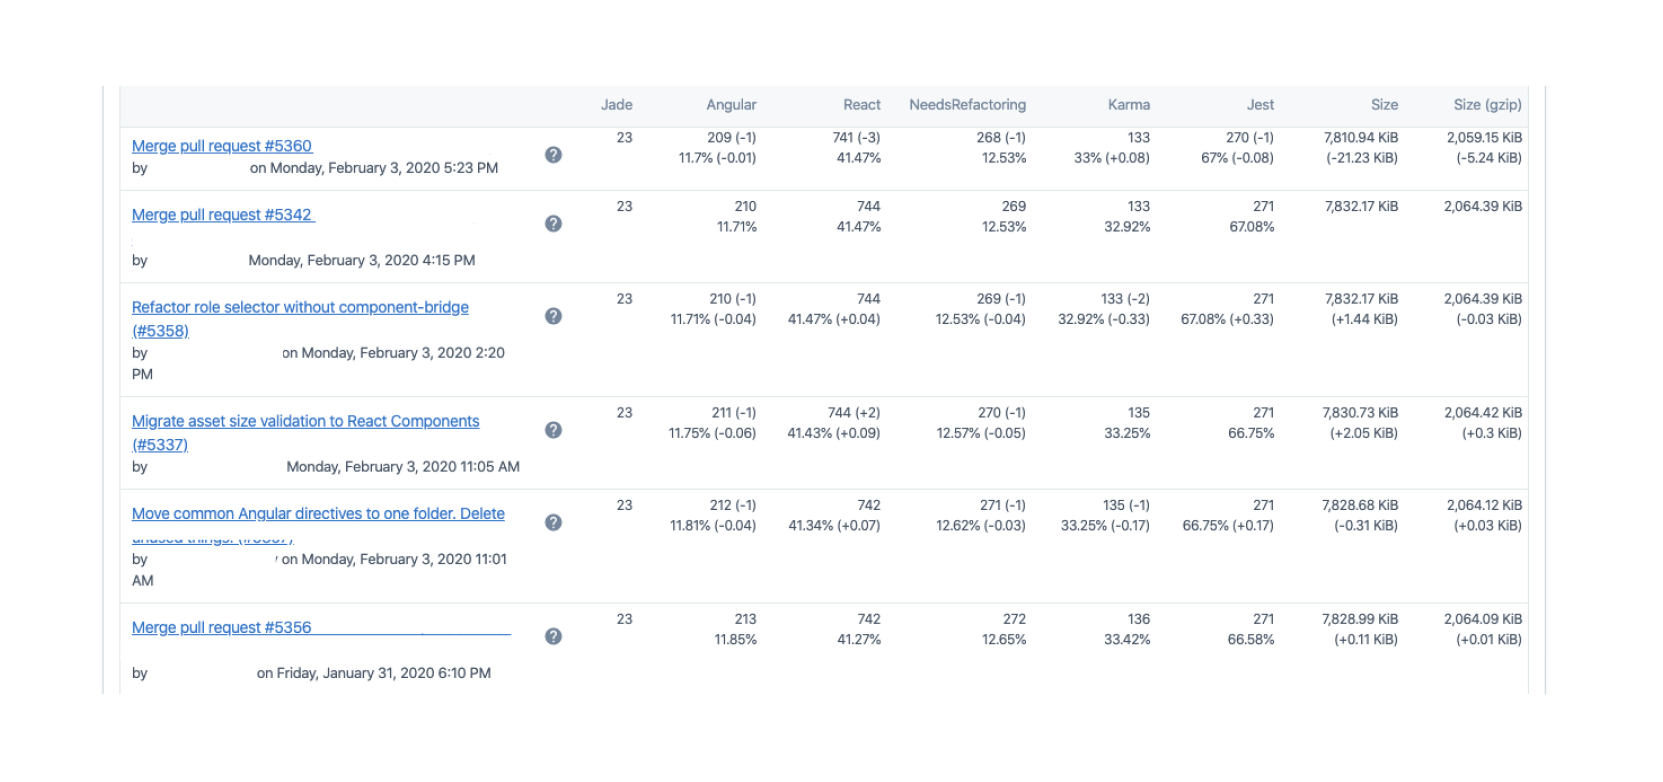 Jade Angular React NeedsRefactoring Karma Jest Size Size (gzip)
Merge pull request #5360 23 209 (-1) 741 (-3) 268 (-1) 133 270 (-1) 7,810.94 KiB 2,059.15 KiB
11.7% (-0.01) 41.47% 12.53% 33% (+0.08) 67% (-0.08) (-21.23 KiB) (-5.24 KiB)
by on Monday, February 3, 2020 5:23 PM
Merge pull request #5342 23 210 744 269 133 271 7,832.17 KiB 2,064.39 KiB
11.71% 41.47% 12.53% 32.92% 67.08%
by Monday, February 3, 2020 4:15 PM
Refactor role selector without component-bridge 23 210 (-1) 744 269 (-1) 133 (-2) 271 7,832.17 KiB 2,064.39 KiB
(#5358) 11.71% (-0.04) 41.47% (+0.04) 12.53% (-0.04) 32.92% (-0.33) 67.08% (+0.33) (+1.44 KiB) (-0.03 KiB)
by on Monday, February 3, 2020 2:20
PM
Migrate asset size validation to React Components 23 211 (-1) 744 (+2) 270 (-1) 135 271 7,830.73 KiB 2,064.42 KiB
(#5337) 11.75% (-0.06) 41.43% (+0.09) 12.57% (-0.05) 33.25% 66.75% (+2.05 KiB) (+0.3 KiB)
by Monday, February 3, 2020 11:05 AM
Move common Angular directives to one folder. Delete 23 212 (-1) 742 271 (-1) 135 (-1) 271 7,828.68 KiB 2,064.12 KiB
11.81% (-0.04) 41.34% (+0.07) 12.62% (-0.03) 33.25% (-0.17) 66.75% (+0.17) (-0.31 KiB) (+0.03 KiB)
by on Monday, February 3, 2020 11:01
AM
Merge pull request #5356 23 213 742 272 136 271 7,828.99 KiB 2,064.09 KiB
11.85% 41.27% 12.65% 33.42% 66.58% (+0.11 KiB) (+0.01 KiB)
by on Friday, January 31, 2020 6:10 PM